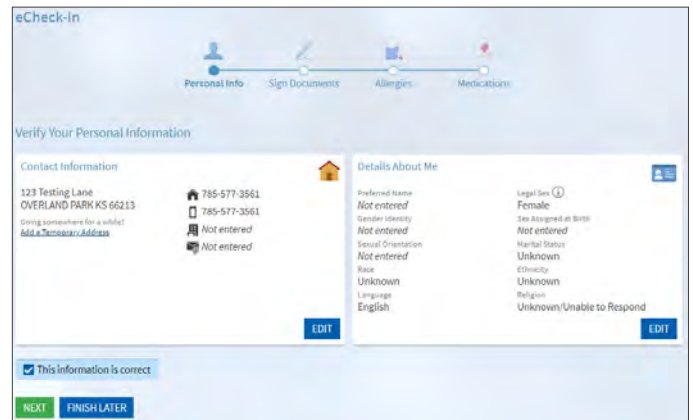 eCheck-In
Personal Info
Sign Documents
Allergies
Medications
Verify Your Personal Information
Contact Information
123 Testing Lane
OVERLAND PARK KS 66213
Going somewhere for a while?
Add a Temporary Address
785-577-3561
785-577-3561
Not entered
Not entered
EDIT
Details About Me
Preferred Name
Not entered
Gender Identity
Not entered
Sexual Orientation
Not entered
Race
Unknown
Language
English
Legal Sex
Female
Sex Assigned at Birth
Not entered
Marital Status
Unknown
Ethnicity
Unknown
Religion
Unknown/Unable to Respond
EDIT
This information is correct
NEXT
FINISH LATER